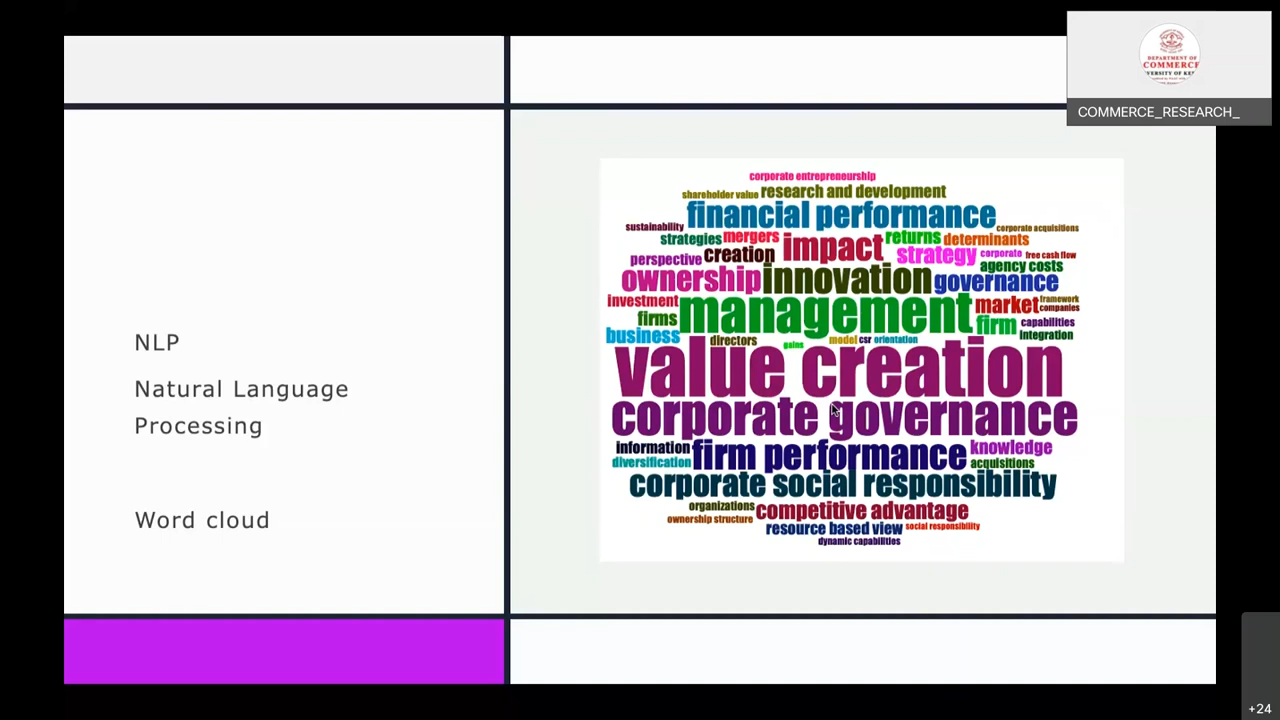 DEPARTMENT OF
COMMERCE
COMMERCE_RESEARCH_
NLP
Natural Language
Processing
Word cloud
corporate entrepreneurship
shareholder value research and development
financial performance
sustainability corporate acquisitions
strategies mergers impact returns determinants
perspective creation strategy corporate free cash flow
agency costs
ownership innovation governance
investment management market framework
companies
firms firm capabilities
business directors gains model csr orientation integration
value creation
corporate governance
information firm performance knowledge
diversification acquisitions
corporate social responsibility
organizations competitive advantage
ownership structure resource based view social responsibility
dynamic capabilities
+24